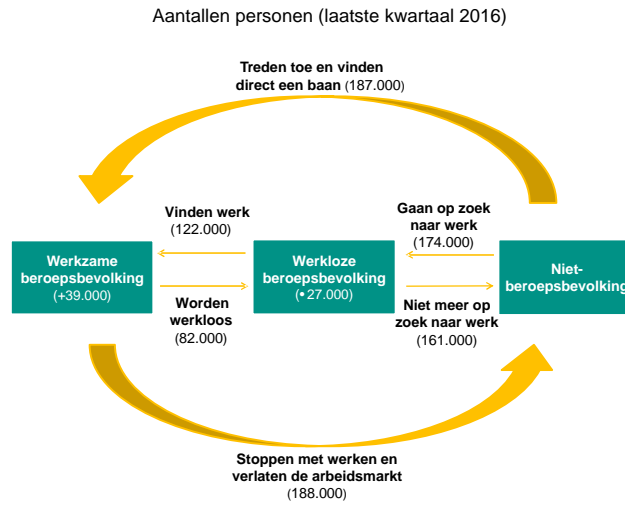 Aantallen personen (laatste kwartaal 2016)
Treden toe en vinden
direct een baan (187.000)
Vinden werk
(122.000)
Gaan op zoek
naar werk
(174.000)
Werkzame
beroepsbevolking
(+39.000)
Werkloze
beroepsbevolking
(•27.000)
Niet-
beroepsbevolking
Worden
werkloos
(82.000)
Niet meer op
zoek naar werk
(161.000)
Stoppen met werken en
verlaten de arbeidsmarkt
(188.000)